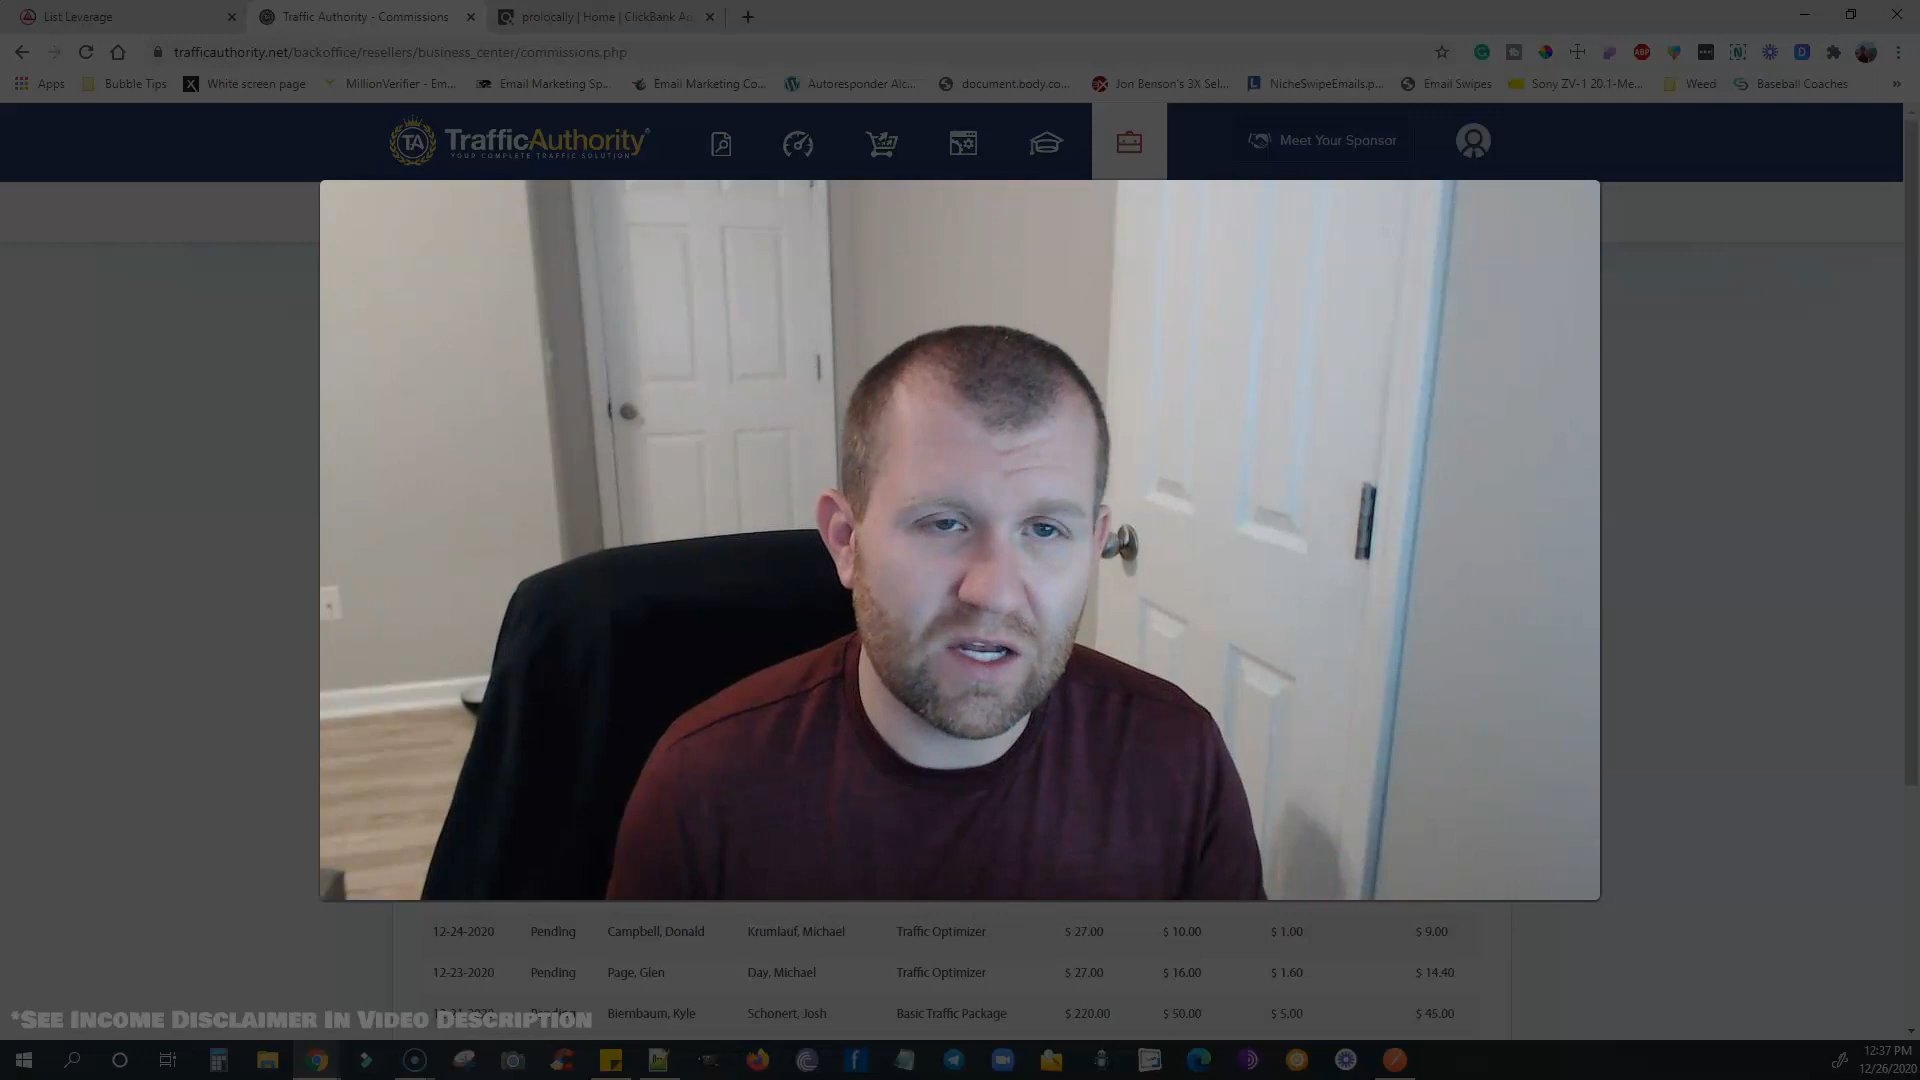 List Leverage
Traffic Authority - Commissions
prolocally | Home | ClickBank Ac
trafficauthority.net/backoffice/resellers/business_center/commissions.php
Apps
Bubble Tips
White screen page
MillionVerifier - Em...
Email Marketing Sp...
Email Marketing Co...
Autoresponder Alc...
document.body.co...
Jon Benson's 3X Sel...
NicheSwipeEmails.p...
Email Swipes
Sony ZV-1 20.1-Me...
Weed
Baseball Coaches
»
ABP
TA
TrafficAuthority
YOUR COMPLETE TRAFFIC SOLUTION
Meet Your Sponsor
12-24-2020 Pending Campbell, Donald Krumlauf, Michael Traffic Optimizer $ 27.00 $ 10.00 $ 1.00 $ 9.00
12-23-2020 Pending Page, Glen Day, Michael Traffic Optimizer $ 27.00 $ 16.00 $ 1.60 $ 14.40
Pending Biernbaum, Kyle Schonert, Josh Basic Traffic Package $ 220.00 $ 50.00 $ 5.00 $ 45.00
*See Income Disclaimer In Video Description
12:37 PM
12/26/2020